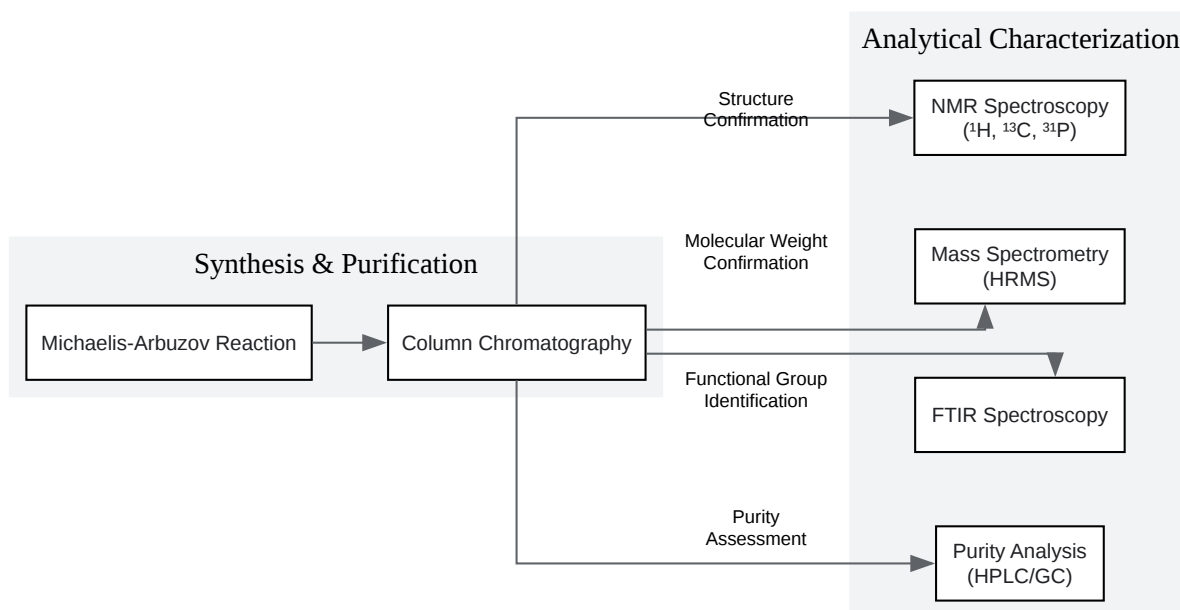 Analytical Characterization
Structure
Confirmation
NMR Spectroscopy
(¹H, ¹³C, ³¹P)
Synthesis & Purification
Molecular Weight
Confirmation
Mass Spectrometry
(HRMS)
Michaelis-Arbuzov Reaction
Column Chromatography
Functional Group
Identification
FTIR Spectroscopy
Purity
Assessment
Purity Analysis
(HPLC/GC)